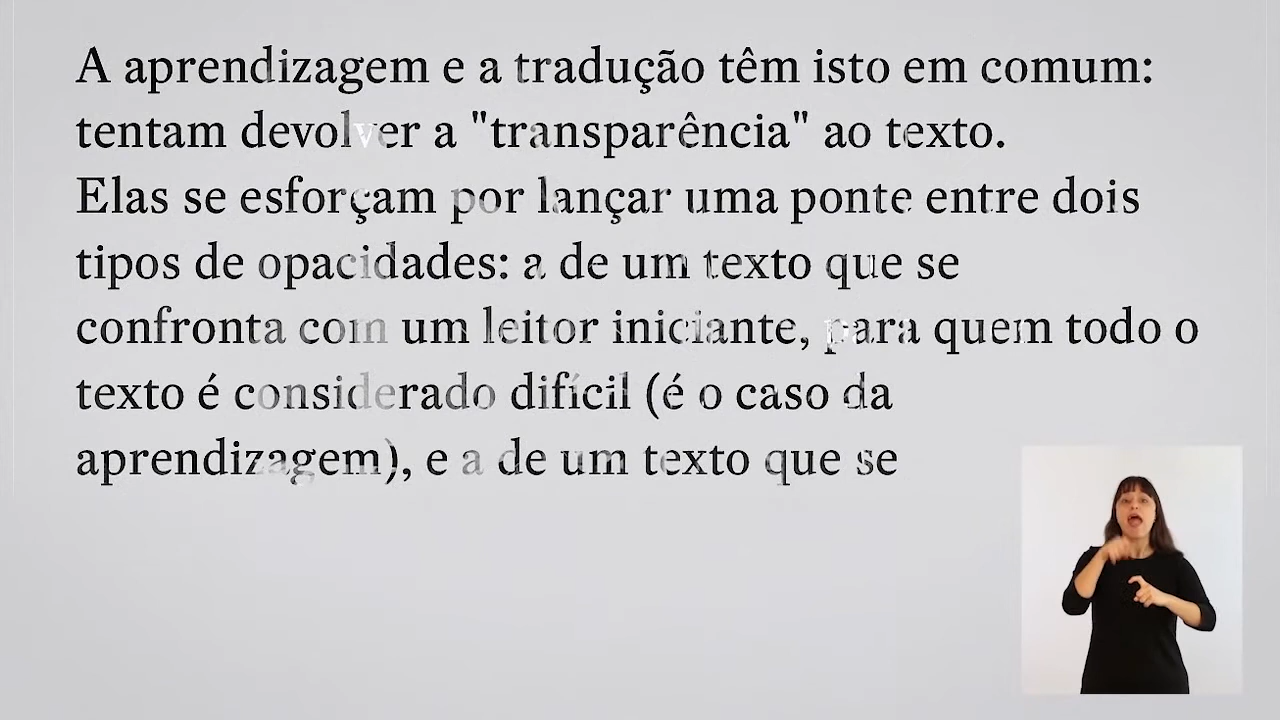 A aprendizagem e a tradução têm isto em comum:
tentam devolver a "transparência" ao texto.
Elas se esforçam por lançar uma ponte entre dois
tipos de opacidades: a de um texto que se
confronta com um leitor iniciante, para quem todo o
texto é considerado difícil (é o caso da
aprendizagem), e a de um texto que se